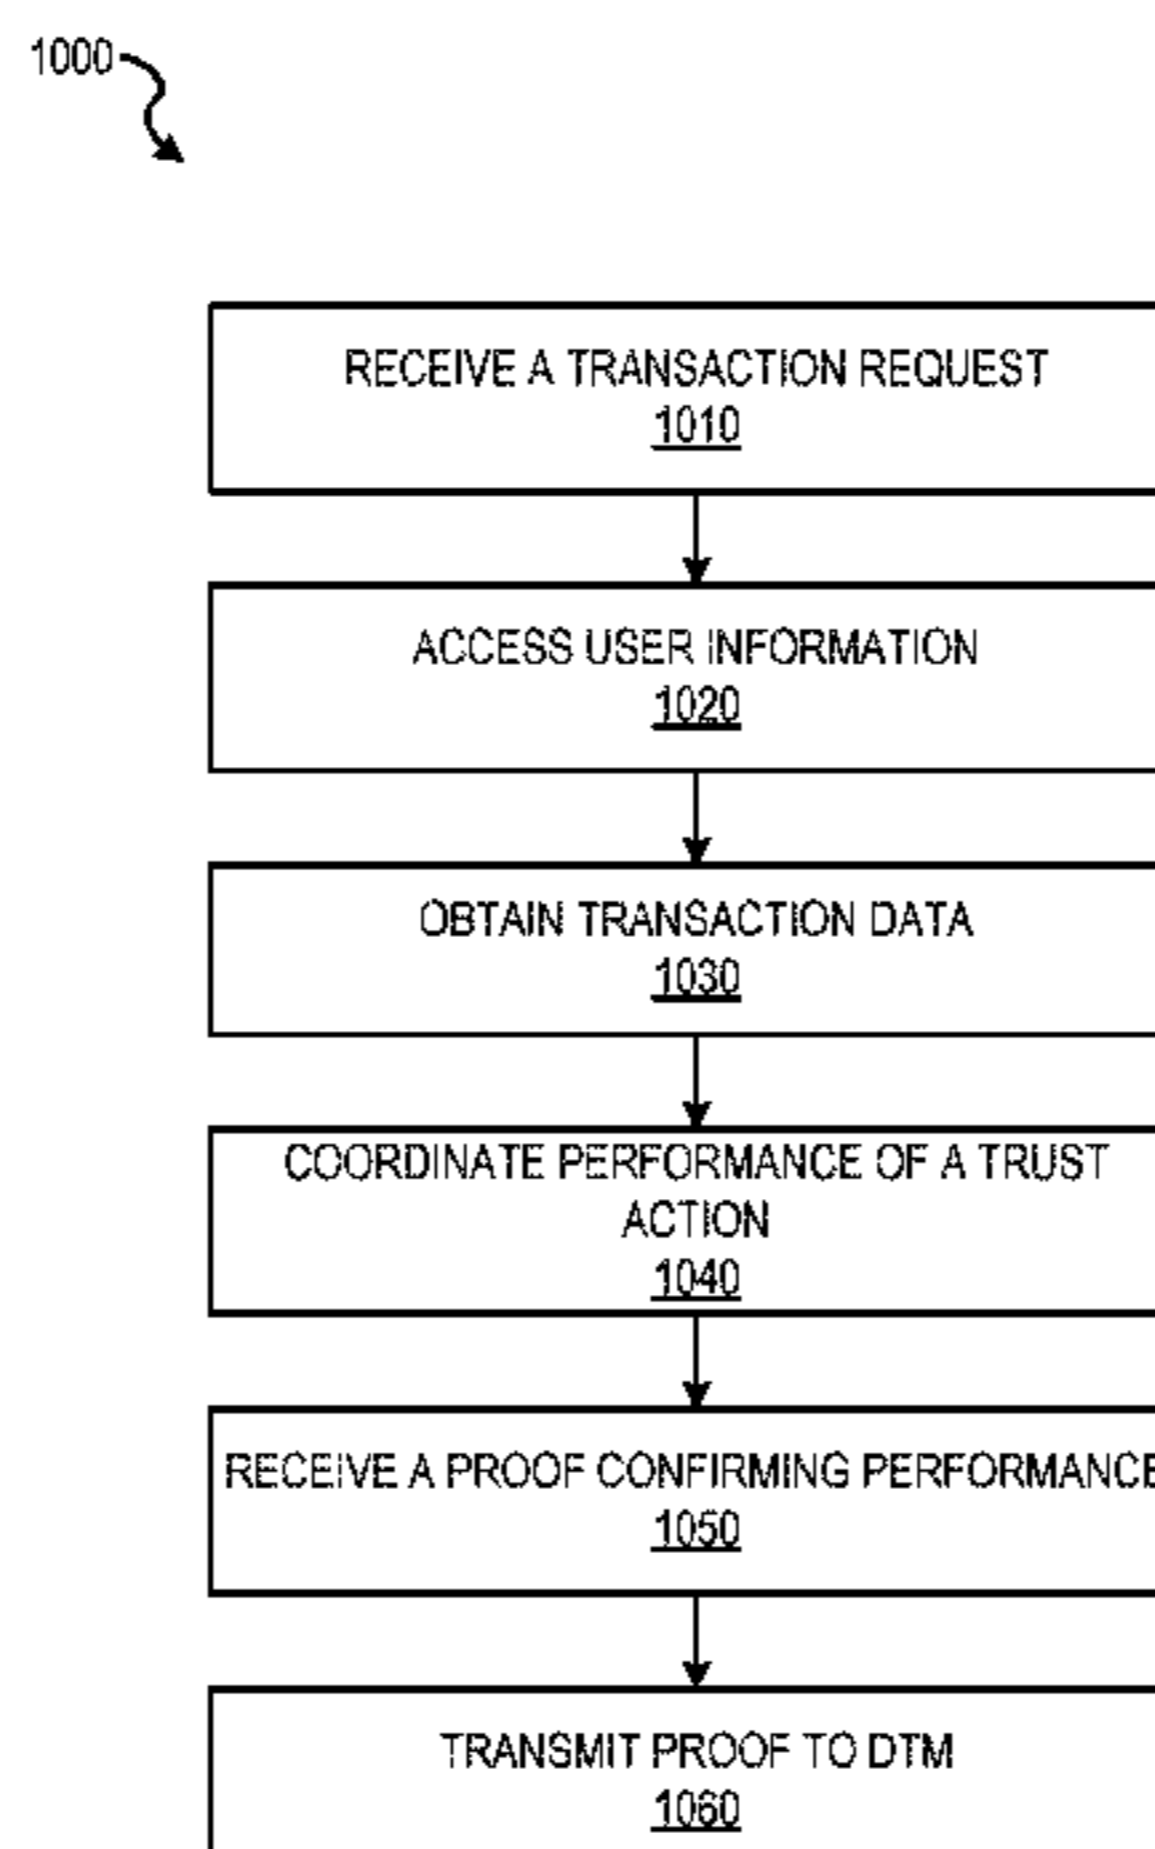 1000
RECEIVE A TRANSACTION REQUEST
1010
ACCESS USER INFORMATION
1020
OBTAIN TRANSACTION DATA
1030
COORDINATE PERFORMANCE OF A TRUST
ACTION
1040
RECEIVE A PROOF CONFIRMING PERFORMANCE
1050
TRANSMIT PROOF TO DTM
1060